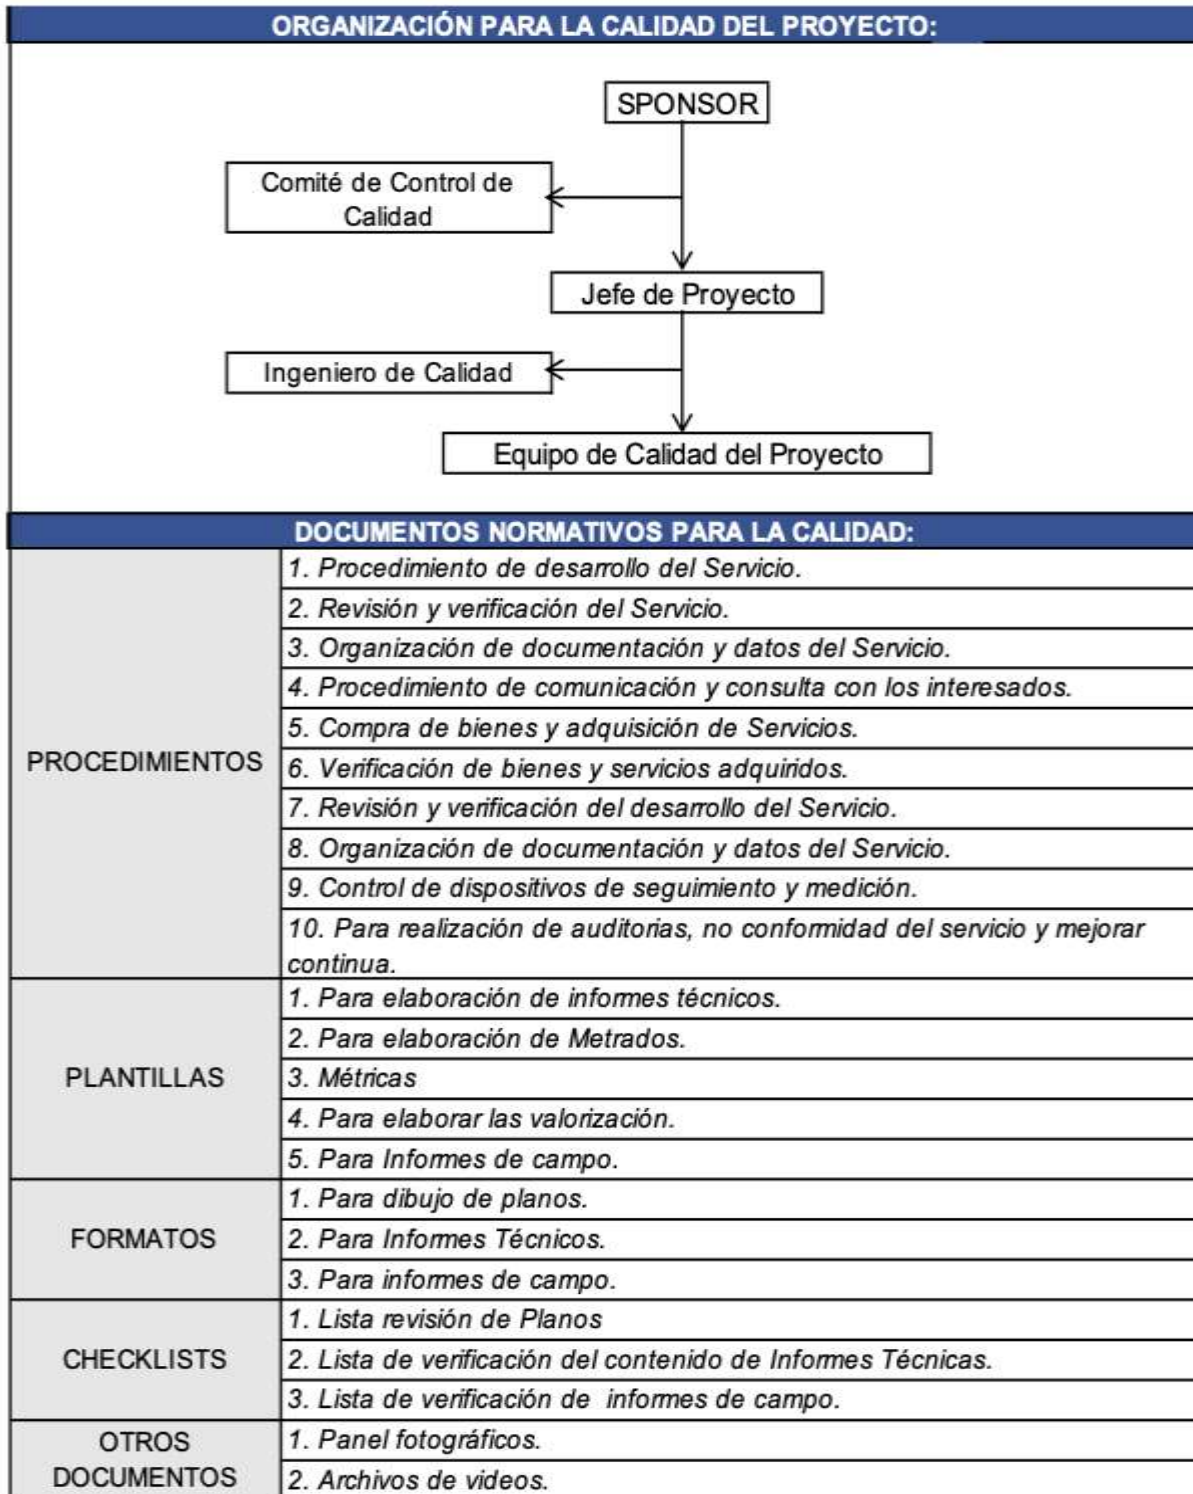 ORGANIZACIÓN PARA LA CALIDAD DEL PROYECTO:
SPONSOR
Comité de Control de
Calidad
Jefe de Proyecto
Ingeniero de Calidad
Equipo de Calidad del Proyecto
DOCUMENTOS NORMATIVOS PARA LA CALIDAD:
PROCEDIMIENTOS
1. Procedimiento de desarrollo del Servicio.
2. Revisión y verificación del Servicio.
3. Organización de documentación y datos del Servicio.
4. Procedimiento de comunicación y consulta con los interesados.
5. Compra de bienes y adquisición de Servicios.
6. Verificación de bienes y servicios adquiridos.
7. Revisión y verificación del desarrollo del Servicio.
8. Organización de documentación y datos del Servicio.
9. Control de dispositivos de seguimiento y medición.
10. Para realización de auditorias, no conformidad del servicio y mejorar
continua.
PLANTILLAS
1. Para elaboración de informes técnicos.
2. Para elaboración de Metrados.
3. Métricas
4. Para elaborar las valorización.
5. Para Informes de campo.
FORMATOS
1. Para dibujo de planos.
2. Para Informes Técnicos.
3. Para informes de campo.
CHECKLISTS
1. Lista revisión de Planos
2. Lista de verificación del contenido de Informes Técnicas.
3. Lista de verificación de informes de campo.
OTROS
DOCUMENTOS
1. Panel fotográficos.
2. Archivos de videos.